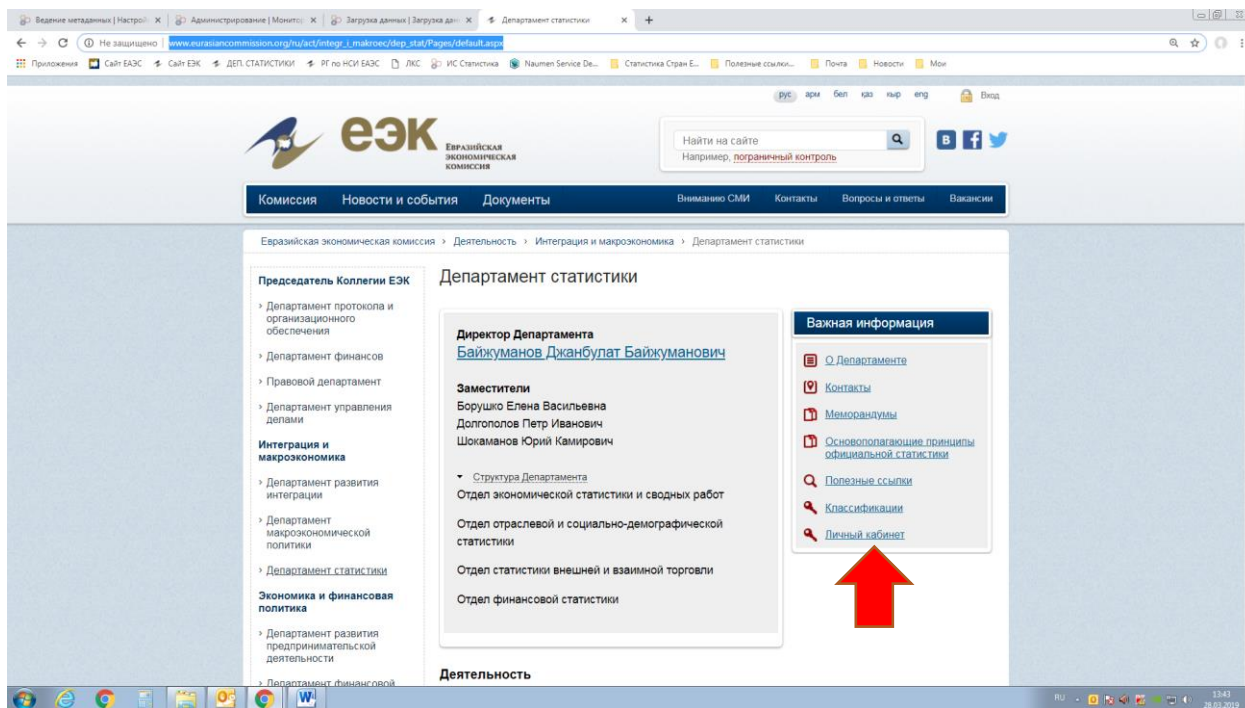 Ведение метаданных | Настрой
Администрирование | Монитор
Загрузка данных | Загрузка дан
Департамент статистики
Не защищено | www.eurasiancommission.org/ru/act/integr_i_makroec/dep_stat/Pages/default.aspx
Приложения Сайт ЕАЭС Сайт ЕЭК ДЕП. СТАТИСТИКИ РГ по НСИ ЕАЭС ЛКС ИС Статистика Naumen Service De... Статистика Стран Е... Полезные ссылки... Почта Новости Мои
рус арм бел қаз кыр eng Вход
еэк
Евразийская
экономическая
комиссия
Найти на сайте
Например, пограничный контроль
B f
Комиссия Новости и события Документы Вниманию СМИ Контакты Вопросы и ответы Вакансии
Евразийская экономическая комиссия › Деятельность › Интеграция и макроэкономика › Департамент статистики
Председатель Коллегии ЕЭК
› Департамент протокола и
организационного
обеспечения
› Департамент финансов
› Правовой департамент
› Департамент управления
делами
Интеграция и
макроэкономика
› Департамент развития
интеграции
› Департамент
макроэкономической
политики
› Департамент статистики
Экономика и финансовая
политика
› Департамент развития
предпринимательской
деятельности
› Департамент финансовой
Департамент статистики
Директор Департамента
Байжуманов Джанбулат Байжуманович
Заместители
Борушко Елена Васильевна
Долгополов Петр Иванович
Шокаманов Юрий Камирович
Структура Департамента
Отдел экономической статистики и сводных работ
Отдел отраслевой и социально-демографической
статистики
Отдел статистики внешней и взаимной торговли
Отдел финансовой статистики
Деятельность
Важная информация
О Департаменте
Контакты
Меморандумы
Основополагающие принципы
официальной статистики
Полезные ссылки
Классификации
Личный кабинет
RU
13:43
26.03.2019